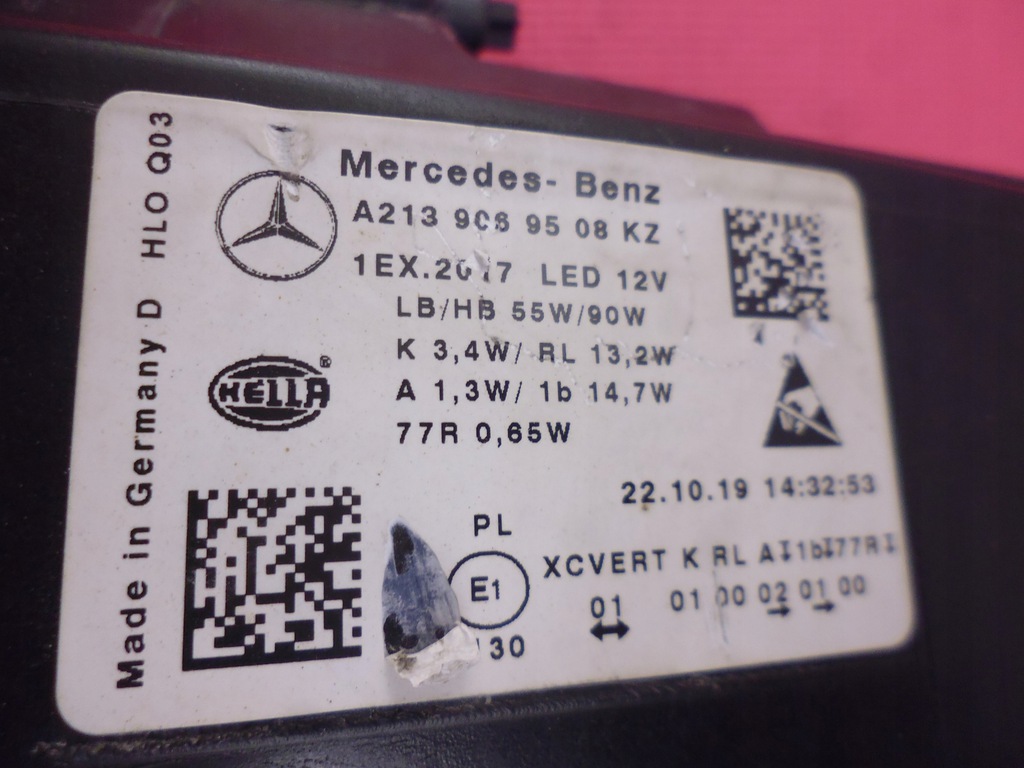 Made in Germany D HLO Q03
Mercedes-Benz
A213 906 95 08 KZ
1EX.2017 LED 12V
LB/HB 55W/90W
K 3,4W/ RL 13,2W
A 1,3W/ 1b 14,7W
77R 0,65W
HELLA®
22.10.19 14:32:53
PL
E1
XCVERT K RL A 1b 77R
01 01 00 02 01 00